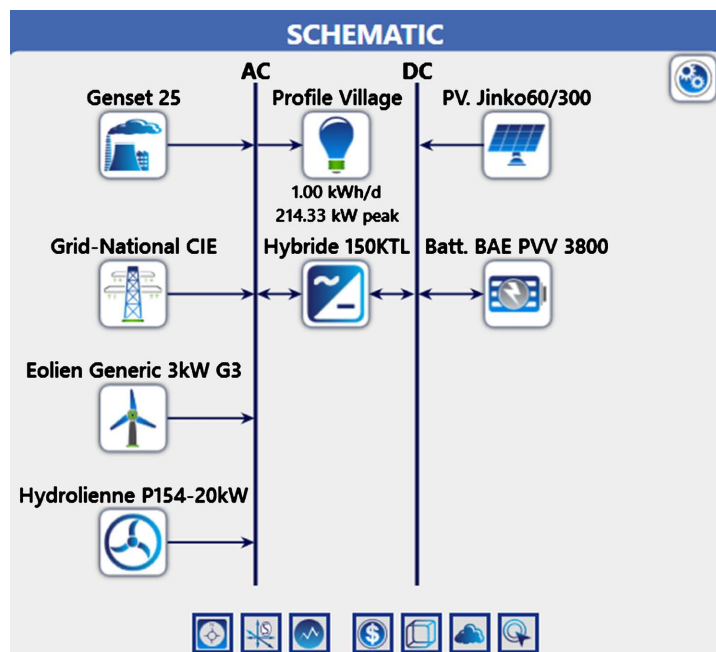 SCHEMATIC
AC
DC
Genset 25
Profile Village
PV. Jinko60/300
1.00 kWh/d
214.33 kW peak
Grid-National CIE
Hybride 150KTL
Batt. BAE PVV 3800
Eolien Generic 3kW G3
Hydrolienne P154-20kW